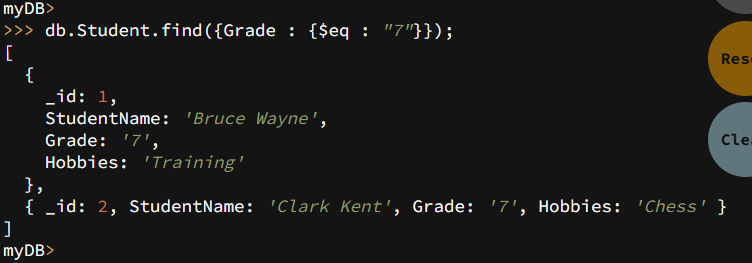 myDB>
>>> db.Student.find({Grade : {$eq : "7"}});
[
  {
    _id: 1,
    StudentName: 'Bruce Wayne',
    Grade: '7',
    Hobbies: 'Training'
  },
  { _id: 2, StudentName: 'Clark Kent', Grade: '7', Hobbies: 'Chess' }
]
myDB>
Res
Clea